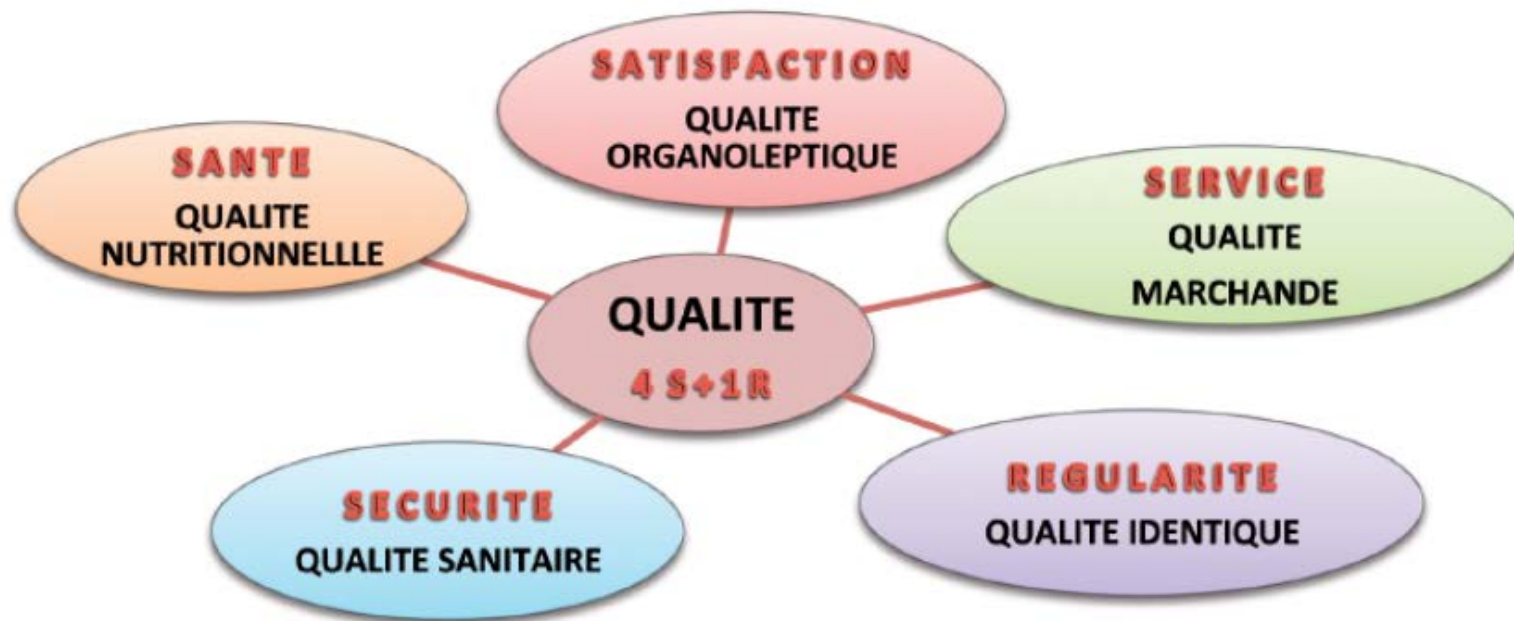 SATISFACTION
QUALITE
ORGANOLEPTIQUE
SANTE
QUALITE
NUTRITIONNELLLE
SERVICE
QUALITE
MARCHANDE
QUALITE
4 S+1R
SECURITE
QUALITE SANITAIRE
REGULARITE
QUALITE IDENTIQUE